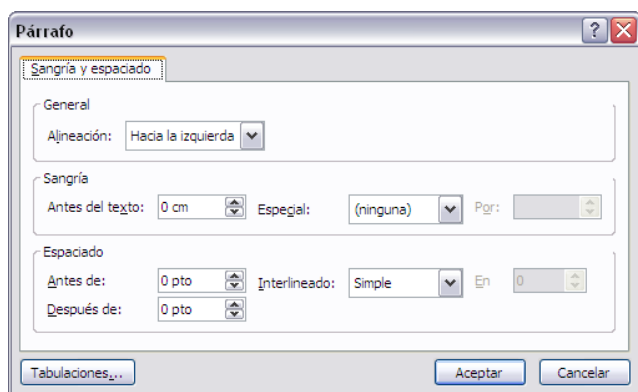 Párrafo
Sangría y espaciado
General
Alineación: Hacia la izquierda
Sangría
Antes del texto: 0 cm Especial: (ninguna) Por:
Espaciado
Antes de: 0 pto Interlineado: Simple En 0
Después de: 0 pto
Tabulaciones... Aceptar Cancelar